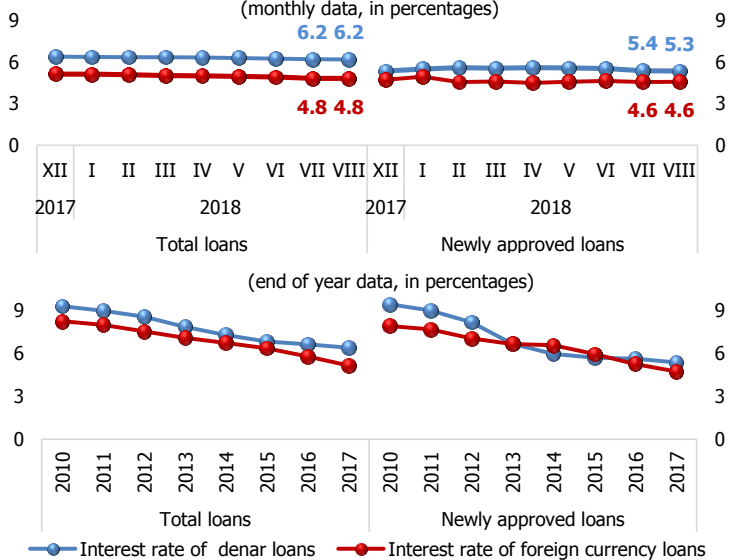 (monthly data, in percentages)
9 9
6.2 6.2 5.4 5.3
6 6
3 3
4.8 4.8 4.6 4.6
0 0
XII I II III IV V VI VII VIII XII I II III IV V VI VII VIII
2017 2018 2017 2018
Total loans Newly approved loans
(end of year data, in percentages)
9 9
6 6
3 3
0 0
2010 2011 2012 2013 2014 2015 2016 2017 2010 2011 2012 2013 2014 2015 2016 2017
Total loans Newly approved loans
Interest rate of denar loans Interest rate of foreign currency loans